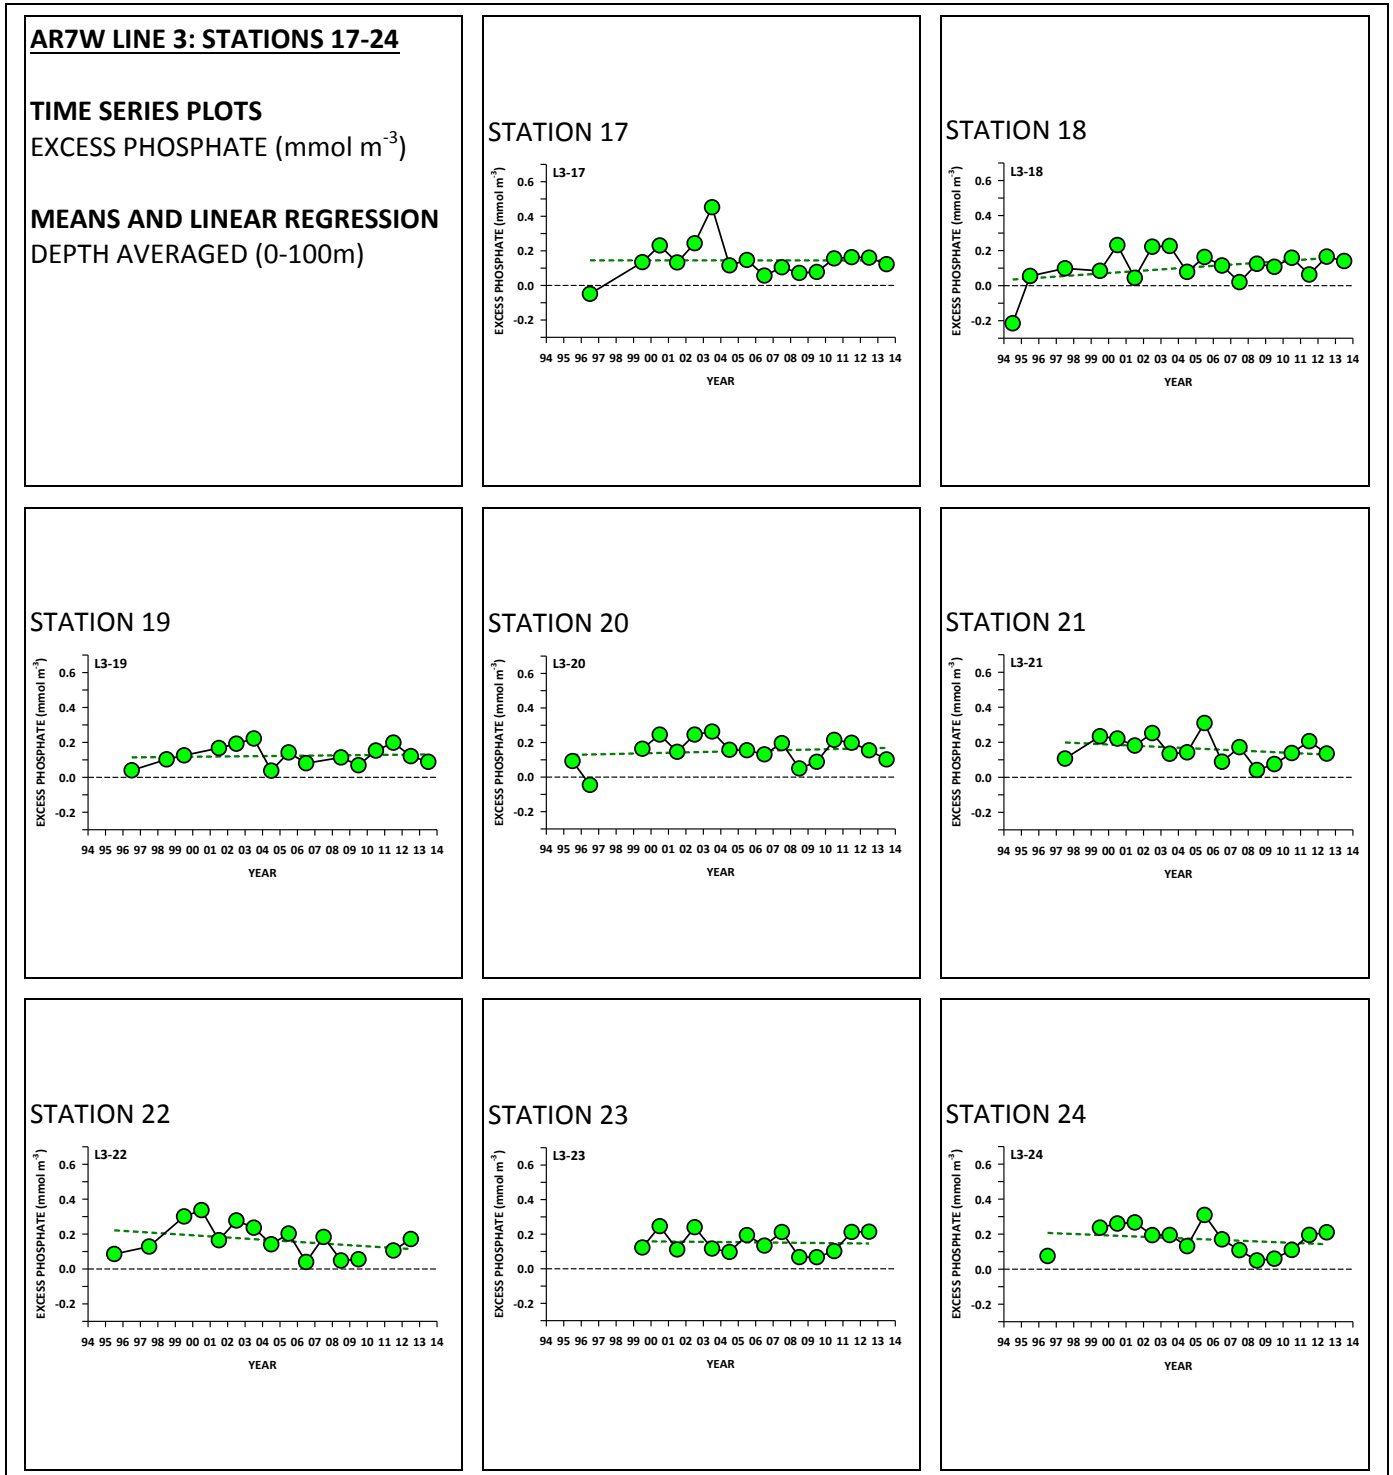 AR7W LINE 3: STATIONS 17-24
TIME SERIES PLOTS
EXCESS PHOSPHATE (mmol m-3)
MEANS AND LINEAR REGRESSION
DEPTH AVERAGED (0-100m)
STATION 17
L3-17
EXCESS PHOSPHATE (mmol m-3)
0.6
0.4
0.2
0.0
-0.2
94 95 96 97 98 99 00 01 02 03 04 05 06 07 08 09 10 11 12 13 14
YEAR
STATION 18
L3-18
EXCESS PHOSPHATE (mmol m-3)
0.6
0.4
0.2
0.0
-0.2
94 95 96 97 98 99 00 01 02 03 04 05 06 07 08 09 10 11 12 13 14
YEAR
STATION 19
L3-19
EXCESS PHOSPHATE (mmol m-3)
0.6
0.4
0.2
0.0
-0.2
94 95 96 97 98 99 00 01 02 03 04 05 06 07 08 09 10 11 12 13 14
YEAR
STATION 20
L3-20
EXCESS PHOSPHATE (mmol m-3)
0.6
0.4
0.2
0.0
-0.2
94 95 96 97 98 99 00 01 02 03 04 05 06 07 08 09 10 11 12 13 14
YEAR
STATION 21
L3-21
EXCESS PHOSPHATE (mmol m-3)
0.6
0.4
0.2
0.0
-0.2
94 95 96 97 98 99 00 01 02 03 04 05 06 07 08 09 10 11 12 13 14
YEAR
STATION 22
L3-22
EXCESS PHOSPHATE (mmol m-3)
0.6
0.4
0.2
0.0
-0.2
94 95 96 97 98 99 00 01 02 03 04 05 06 07 08 09 10 11 12 13 14
YEAR
STATION 23
L3-23
EXCESS PHOSPHATE (mmol m-3)
0.6
0.4
0.2
0.0
-0.2
94 95 96 97 98 99 00 01 02 03 04 05 06 07 08 09 10 11 12 13 14
YEAR
STATION 24
L3-24
EXCESS PHOSPHATE (mmol m-3)
0.6
0.4
0.2
0.0
-0.2
94 95 96 97 98 99 00 01 02 03 04 05 06 07 08 09 10 11 12 13 14
YEAR